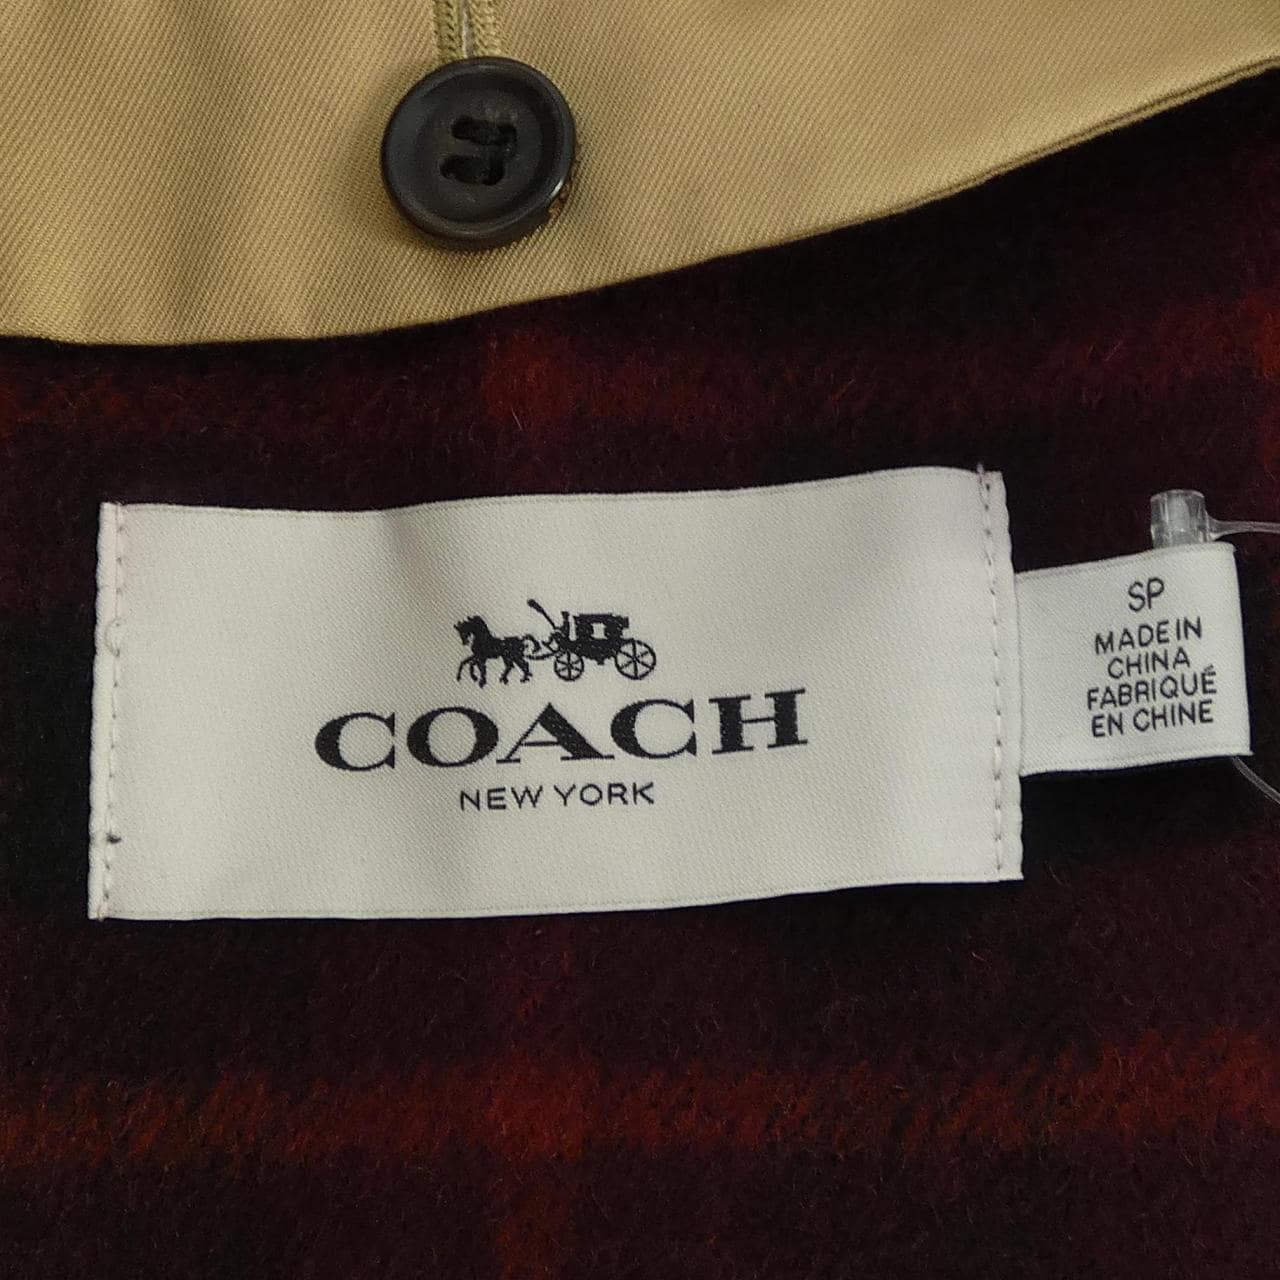 COACH
NEW YORK
SP
MADE IN
CHINA
FABRIQUÉ
EN CHINE